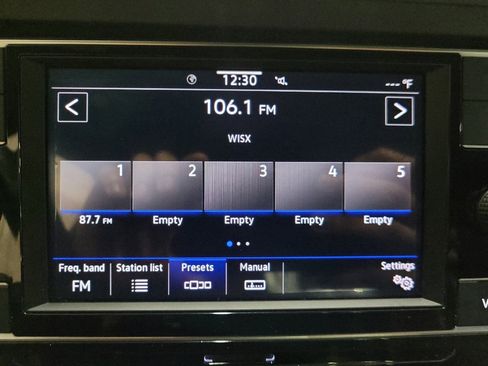 12:30 --- °F
106.1 FM
WISX
1 2 3 4 5
87.7 FM Empty Empty Empty Empty
Freq. band Station list Presets Manual Settings
FM